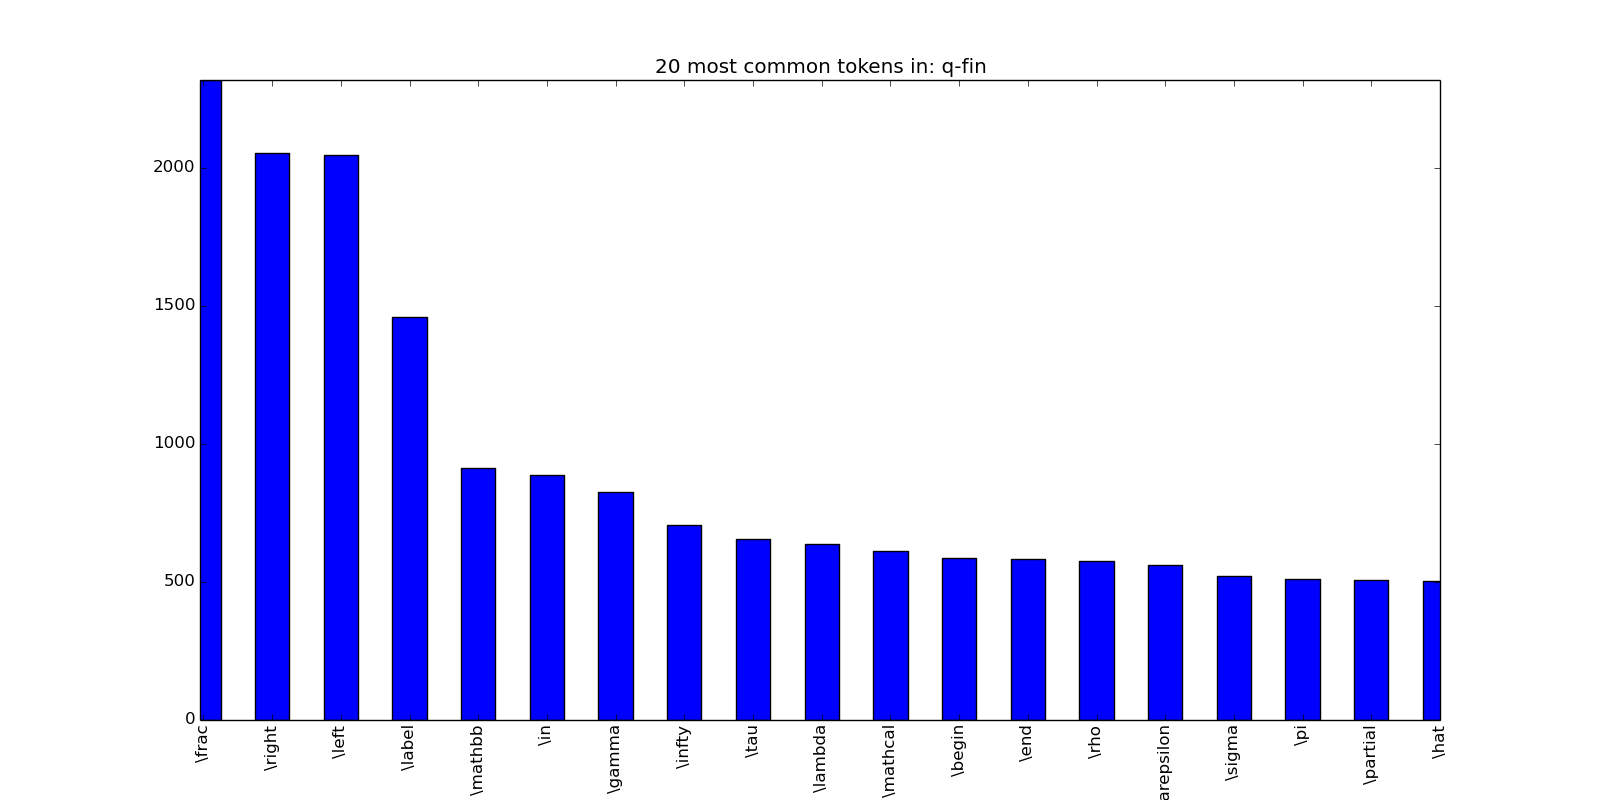 20 most common tokens in: q-fin
2000
1500
1000
500
0
\frac
\right
\left
\label
\mathbb
\in
\gamma
\infty
\tau
\lambda
\mathcal
\begin
\end
\rho
arepsilon
\sigma
\pi
\partial
\hat